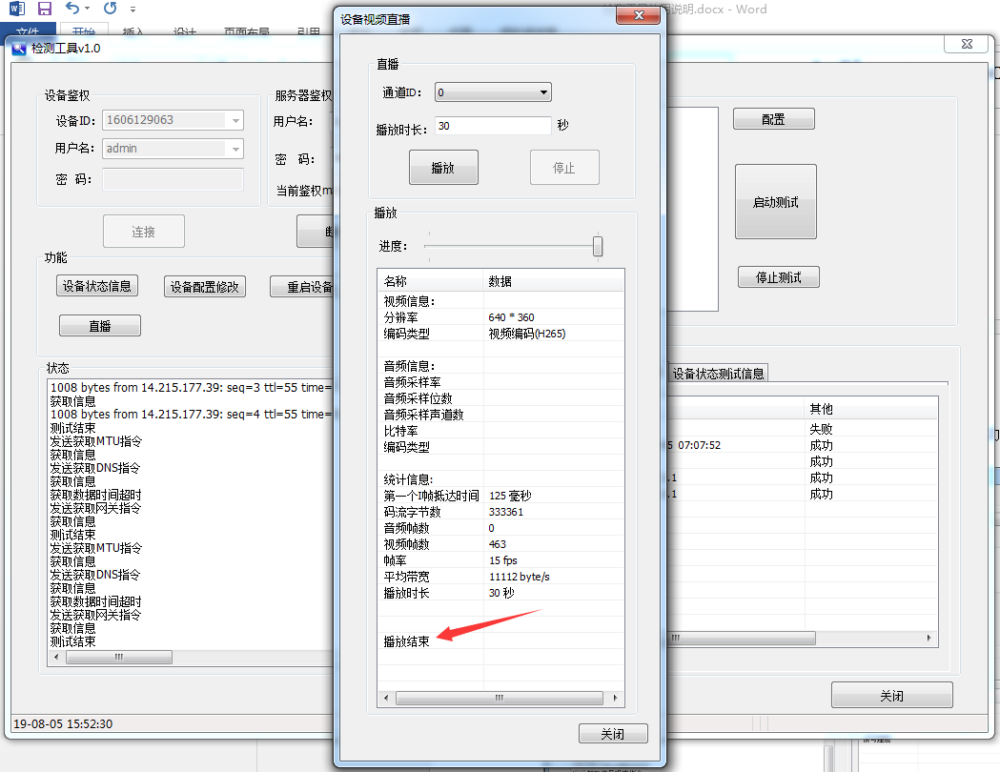 说明.docx - Word
文件
开始
插入
设计
页面布局
引用
检测工具v1.0
设备鉴权
设备ID:
1606129063
用户名:
admin
密 码:
连接
服务器鉴权
用户名:
密 码:
当前鉴权m
功能
设备状态信息
设备配置修改
重启设备
直播
状态
1008 bytes from 14.215.177.39: seq=3 ttl=55 time=
获取信息
1008 bytes from 14.215.177.39: seq=4 ttl=55 time=
测试结束
发送获取MTU指令
获取信息
发送获取DNS指令
获取信息
获取数据时间超时
发送获取网关指令
获取信息
测试结束
发送获取MTU指令
获取信息
发送获取DNS指令
获取信息
获取数据时间超时
发送获取网关指令
获取信息
测试结束
19-08-05 15:52:30
设备视频直播
直播
通道ID:
0
播放时长:
30
秒
播放
停止
播放
进度:
名称 数据
视频信息:
分辨率 640 * 360
编码类型 视频编码(H265)
音频信息:
音频采样率
音频采样位数
音频采样声道数
比特率
编码类型
统计信息:
第一个I帧抵达时间 125 毫秒
码流字节数 333361
音频帧数 0
视频帧数 463
帧率 15 fps
平均带宽 11112 byte/s
播放时长 30 秒
播放结束
关闭
配置
启动测试
停止测试
设备状态测试信息
其他
失败
5 07:07:52 成功
成功
.1 成功
.1 成功
关闭